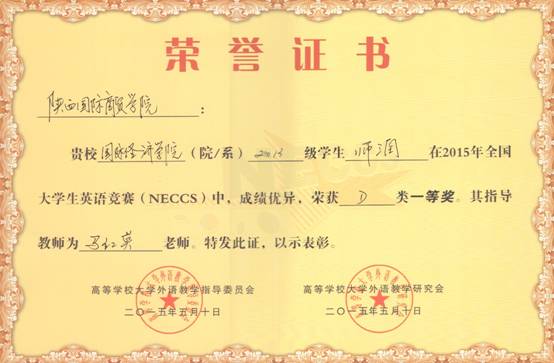 荣誉证书
陕西国际商贸学院：
贵校国际经济学院（院/系）2013级学生师润在2015年全国
大学生英语竞赛（NECCS）中，成绩优异，荣获D类一等奖。其指导
教师为马红英老师。特发此证，以示表彰。
高等学校大学外语教学指导委员会 高等学校大学外语教学研究会
二〇一五年五月十日 二〇一五年五月十日